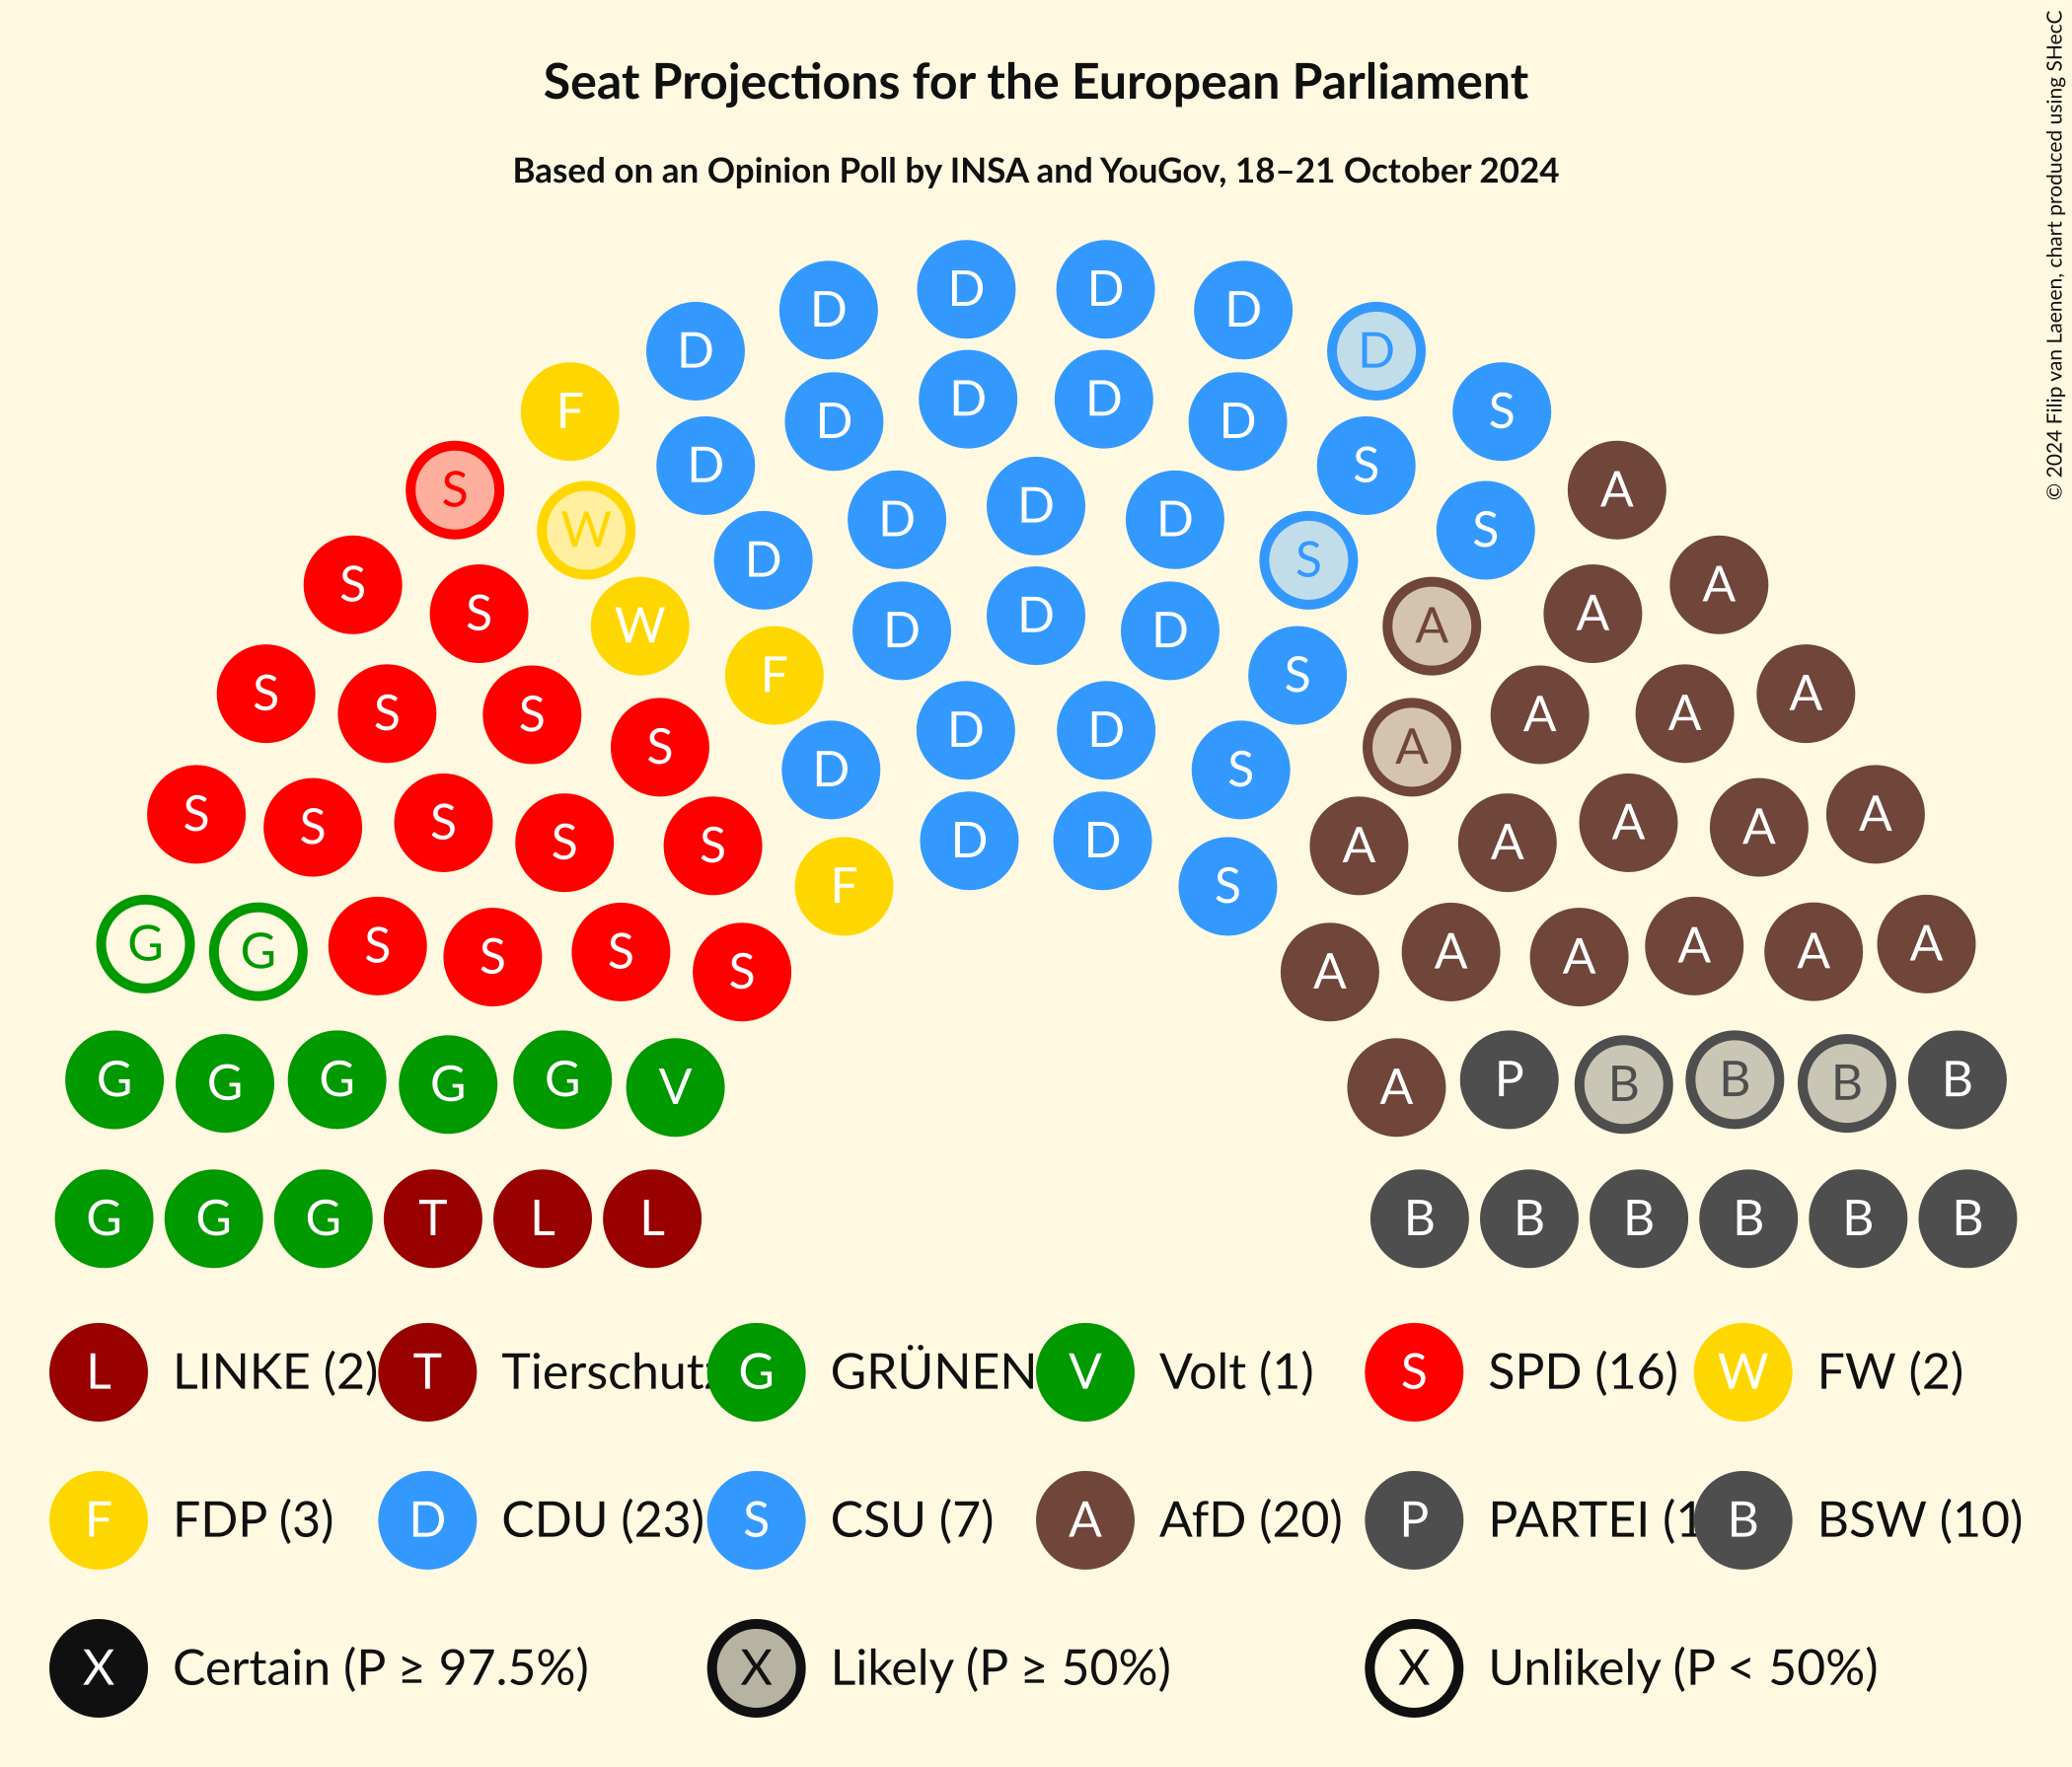 Seat Projections for the European Parliament
Based on an Opinion Poll by INSA and YouGov, 18–21 October 2024
© 2024 Filip van Laenen, chart produced using SHecC
D D D D
D D
D D D D
F S
D S
S D D D A
W S
D S
S A
S D A
W D D A
F S
S S S A A A
D D
S A
D S
S S S S S A A A A A
D D
F S
G G S S S S A A A A A A
G G G G G V A P B B B B
G G G T L L B B B B B B
L LINKE (2) T Tierschutz G GRÜNEN V Volt (1) S SPD (16) W FW (2)
F FDP (3) D CDU (23) S CSU (7) A AfD (20) P PARTEI (1 B BSW (10)
X Certain (P ≥ 97.5%) X Likely (P ≥ 50%) X Unlikely (P < 50%)